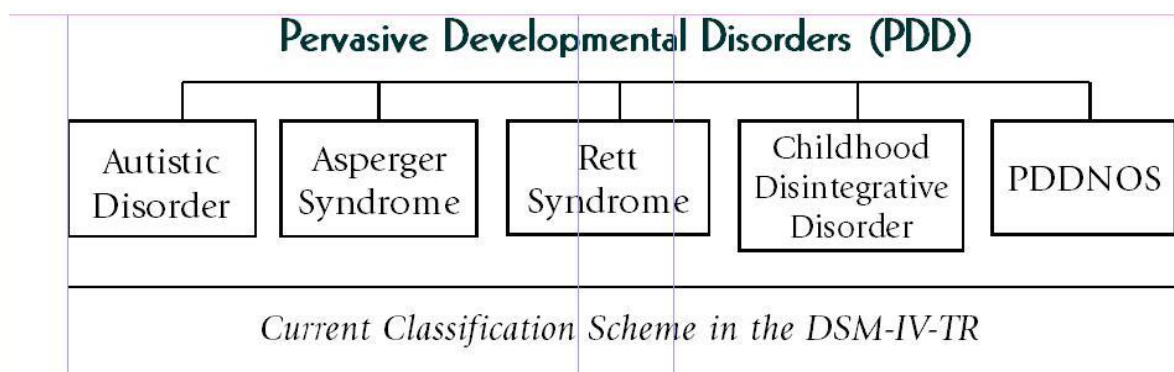 Pervasive Developmental Disorders (PDD)
Autistic
Disorder
Asperger
Syndrome
Rett
Syndrome
Childhood
Disintegrative
Disorder
PDDNOS
Current Classification Scheme in the DSM-IV-TR